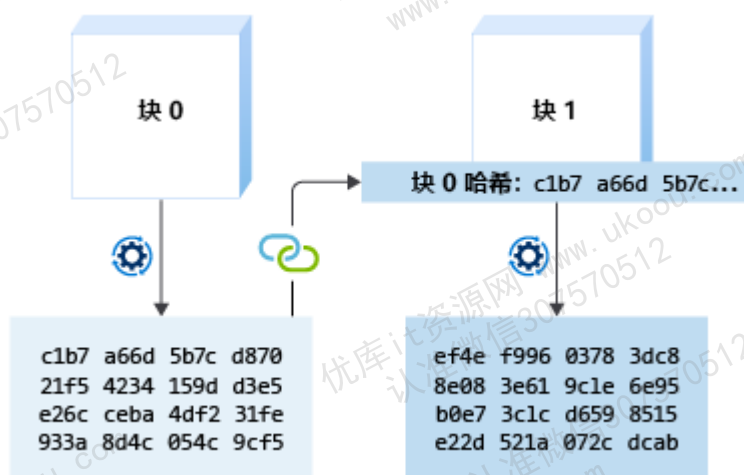 块 0
块 1
块 0 哈希: c1b7 a66d 5b7c...
c1b7 a66d 5b7c d870
21f5 4234 159d d3e5
e26c ceba 4df2 31fe
933a 8d4c 054c 9cf5
ef4e f996 0378 3dc8
8e08 3e61 9c1e 6e95
b0e7 3c1c d659 8515
e22d 521a 072c dcab
优库it资源网 www.ukoou.com
认准微信307570512